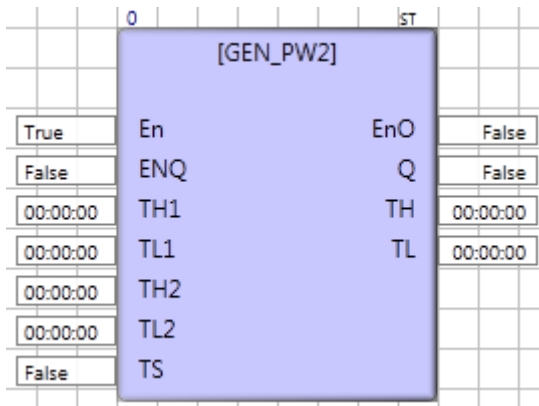 0 ST
[GEN_PW2]
True En EnO False
False ENQ Q False
00:00:00 TH1 TH 00:00:00
00:00:00 TL1 TL 00:00:00
00:00:00 TH2
00:00:00 TL2
False TS